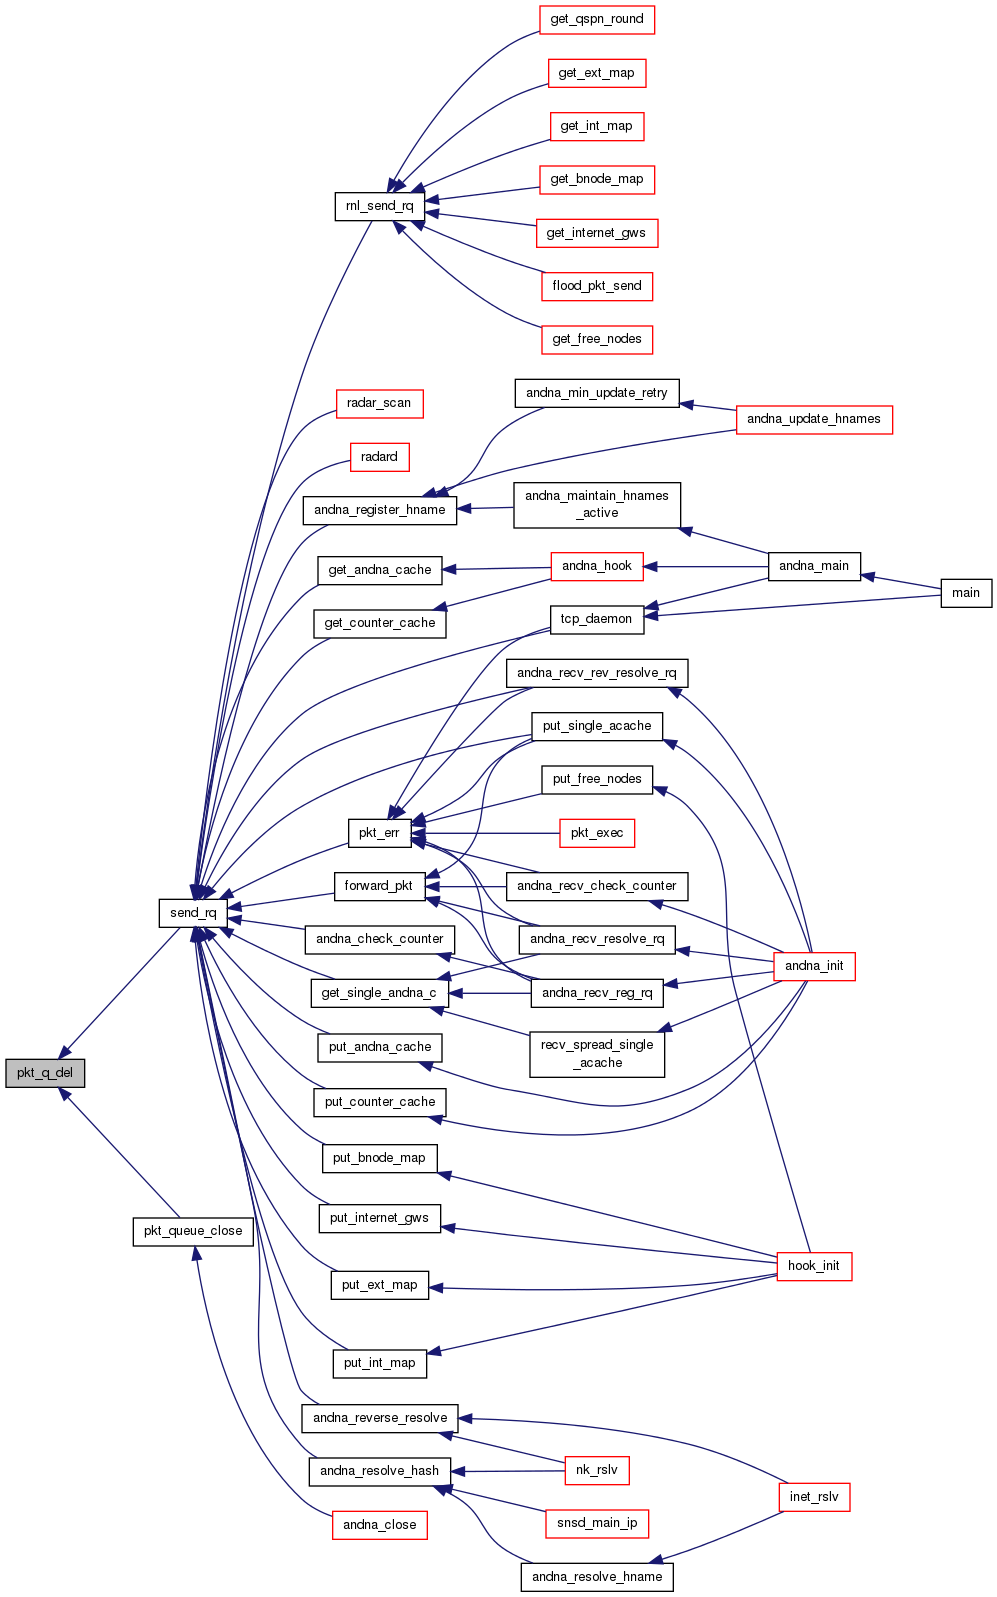 get_qspn_round
get_ext_map
get_int_map
get_bnode_map
rnl_send_rq
get_internet_gws
flood_pkt_send
get_free_nodes
andna_min_update_retry
radar_scan
andna_update_hnames
radard
andna_maintain_hnames
_active
andna_register_hname
get_andna_cache
andna_hook
andna_main
main
get_counter_cache
tcp_daemon
andna_recv_rev_resolve_rq
put_single_acache
put_free_nodes
pkt_err
pkt_exec
forward_pkt
andna_recv_check_counter
send_rq
andna_check_counter
andna_recv_resolve_rq
andna_init
get_single_andna_c
andna_recv_reg_rq
put_andna_cache
recv_spread_single
_acache
pkt_q_del
put_counter_cache
put_bnode_map
put_internet_gws
pkt_queue_close
hook_init
put_ext_map
put_int_map
andna_reverse_resolve
andna_resolve_hash
nk_rslv
inet_rslv
andna_close
snsd_main_ip
andna_resolve_hname